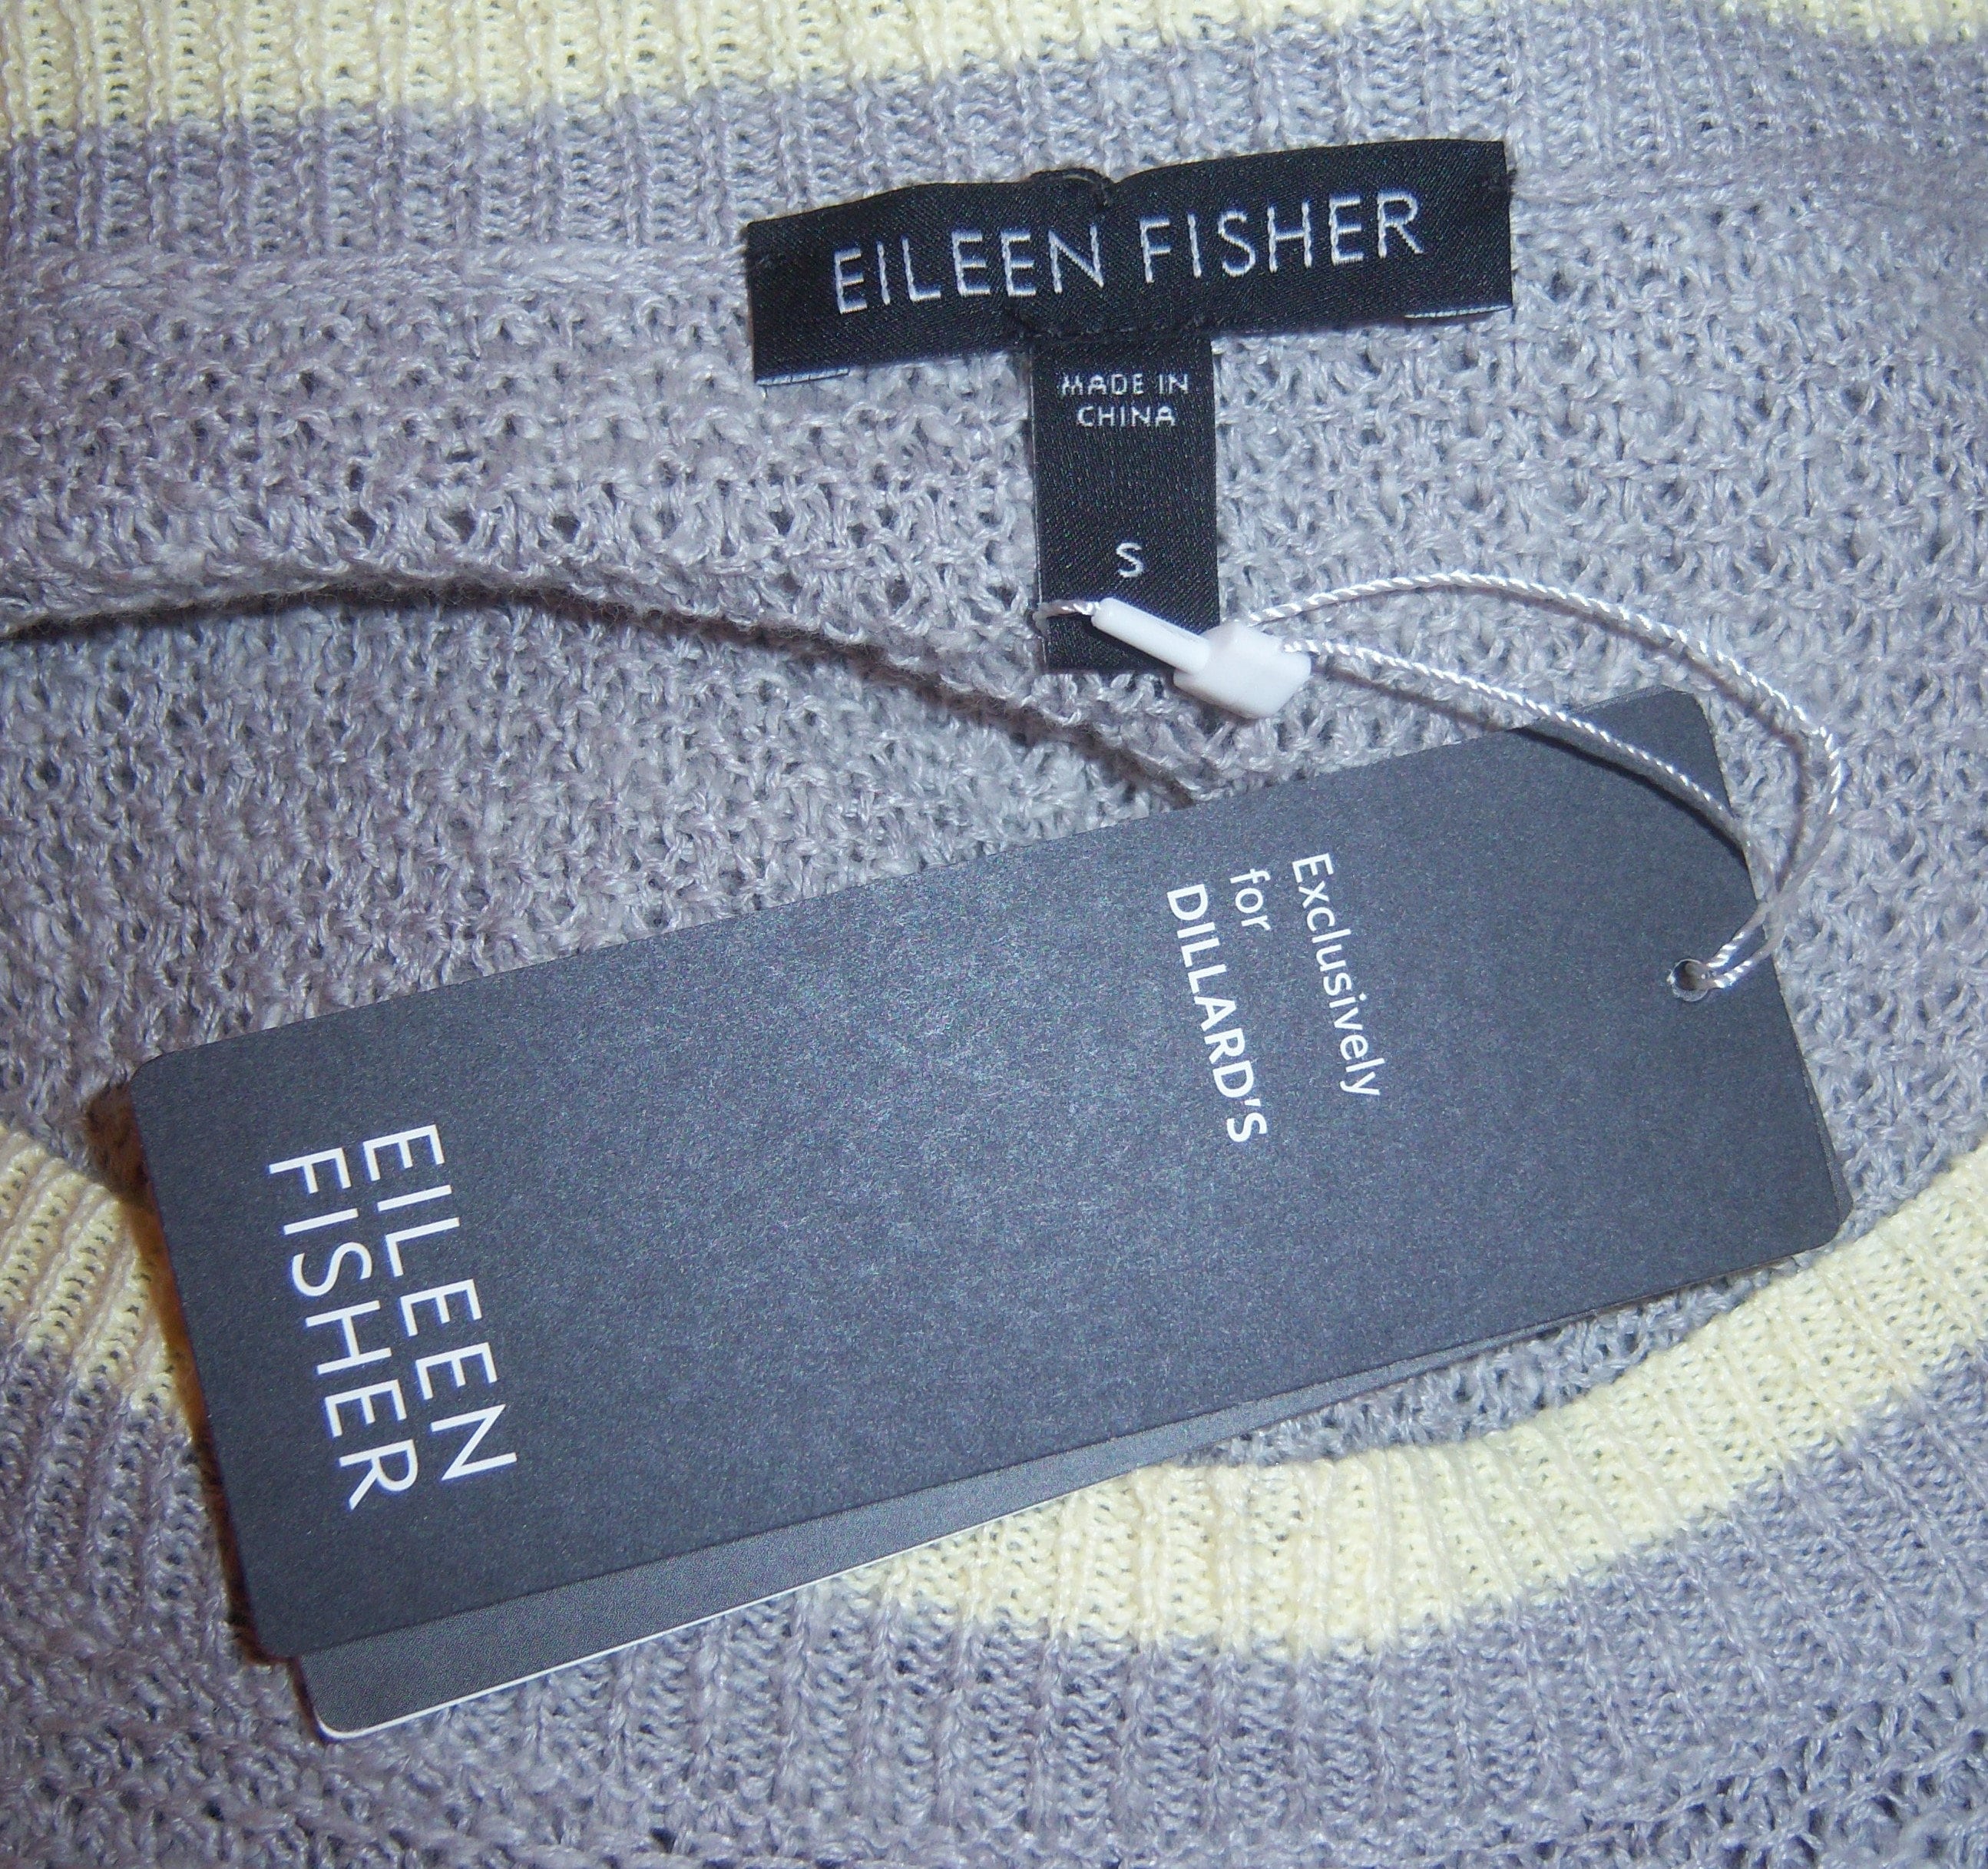 EILEEN FISHER
MADE IN
CHINA
S
Exclusively
for
DILLARD'S
EILEEN
FISHER